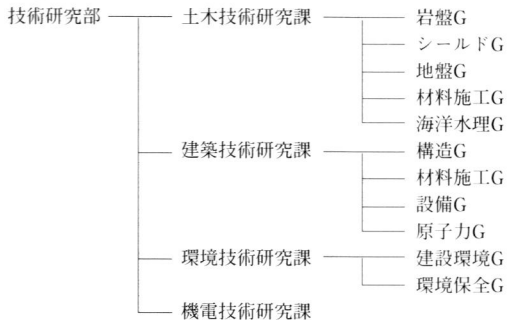 技術研究部 土木技術研究課 岩盤G
シールドG
地盤G
材料施工G
海洋水理G
建築技術研究課 構造G
材料施工G
設備G
原子力G
環境技術研究課 建設環境G
環境保全G
機電技術研究課